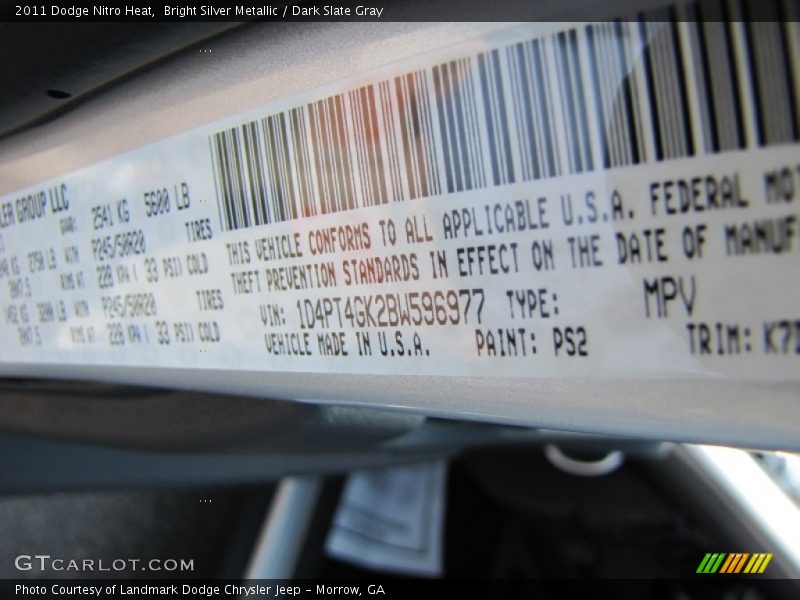 2011 Dodge Nitro Heat,  Bright Silver Metallic / Dark Slate Gray
LER GROUP LLC
2541 KG 5600 LB
P245/50R20 TIRES
228 KPA ( 33 PSI) COLD
P245/50R20 TIRES
228 KPA ( 33 PSI) COLD
THIS VEHICLE CONFORMS TO ALL APPLICABLE U.S.A. FEDERAL MOT
THEFT PREVENTION STANDARDS IN EFFECT ON THE DATE OF MANUF
VIN: 1D4PT4GK2BW596977 TYPE: MPV
VEHICLE MADE IN U.S.A. PAINT: PS2 TRIM:
GTCARLOT.COM
Photo Courtesy of Landmark Dodge Chrysler Jeep – Morrow, GA